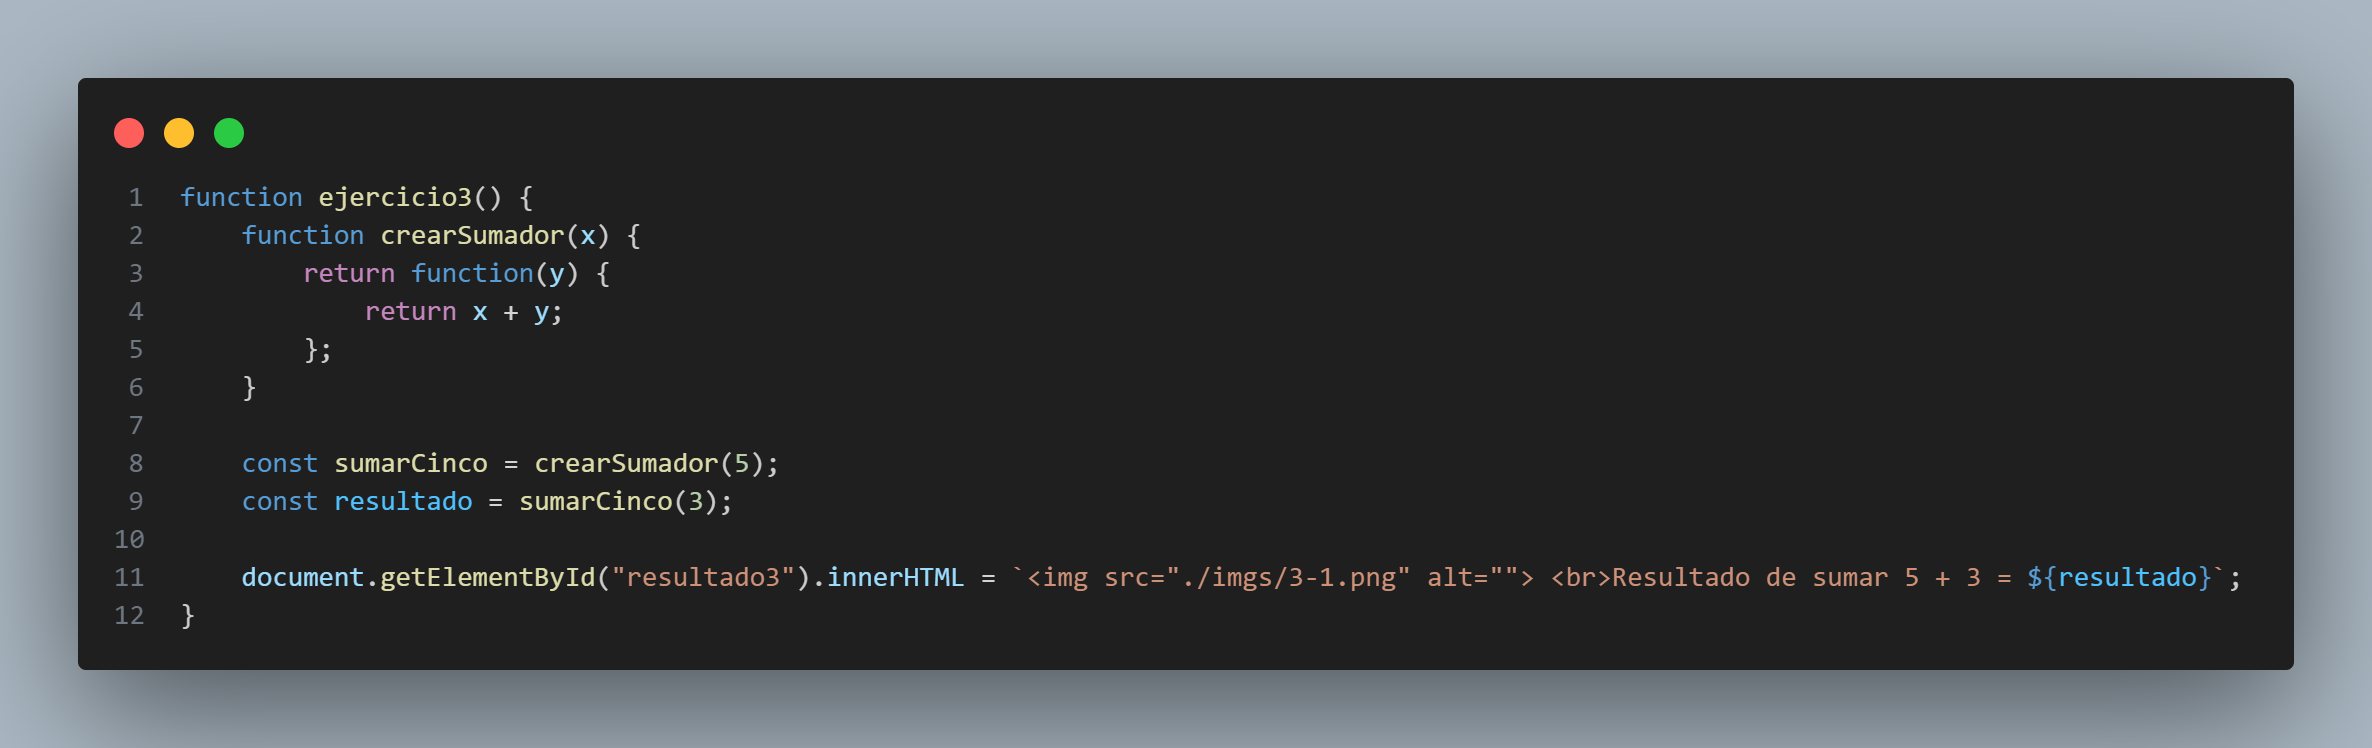 1 function ejercicio3() {
2     function crearSumador(x) {
3         return function(y) {
4             return x + y;
5         };
6     }
7
8     const sumarCinco = crearSumador(5);
9     const resultado = sumarCinco(3);
10
11     document.getElementById("resultado3").innerHTML = `<img src="./imgs/3-1.png" alt=""> <br>Resultado de sumar 5 + 3 = ${resultado}`;
12 }